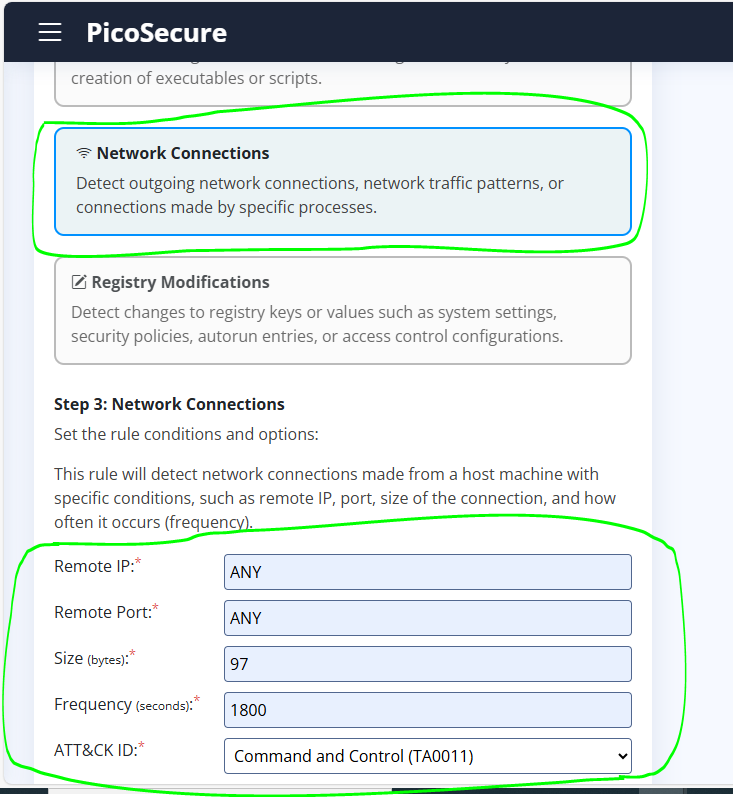 PicoSecure
creation of executables or scripts.
Network Connections
Detect outgoing network connections, network traffic patterns, or
connections made by specific processes.
Registry Modifications
Detect changes to registry keys or values such as system settings,
security policies, autorun entries, or access control configurations.
Step 3: Network Connections
Set the rule conditions and options:
This rule will detect network connections made from a host machine with
specific conditions, such as remote IP, port, size of the connection, and how
often it occurs (frequency).
Remote IP:* ANY
Remote Port:* ANY
Size (bytes):* 97
Frequency (seconds):* 1800
ATT&CK ID:* Command and Control (TA0011)